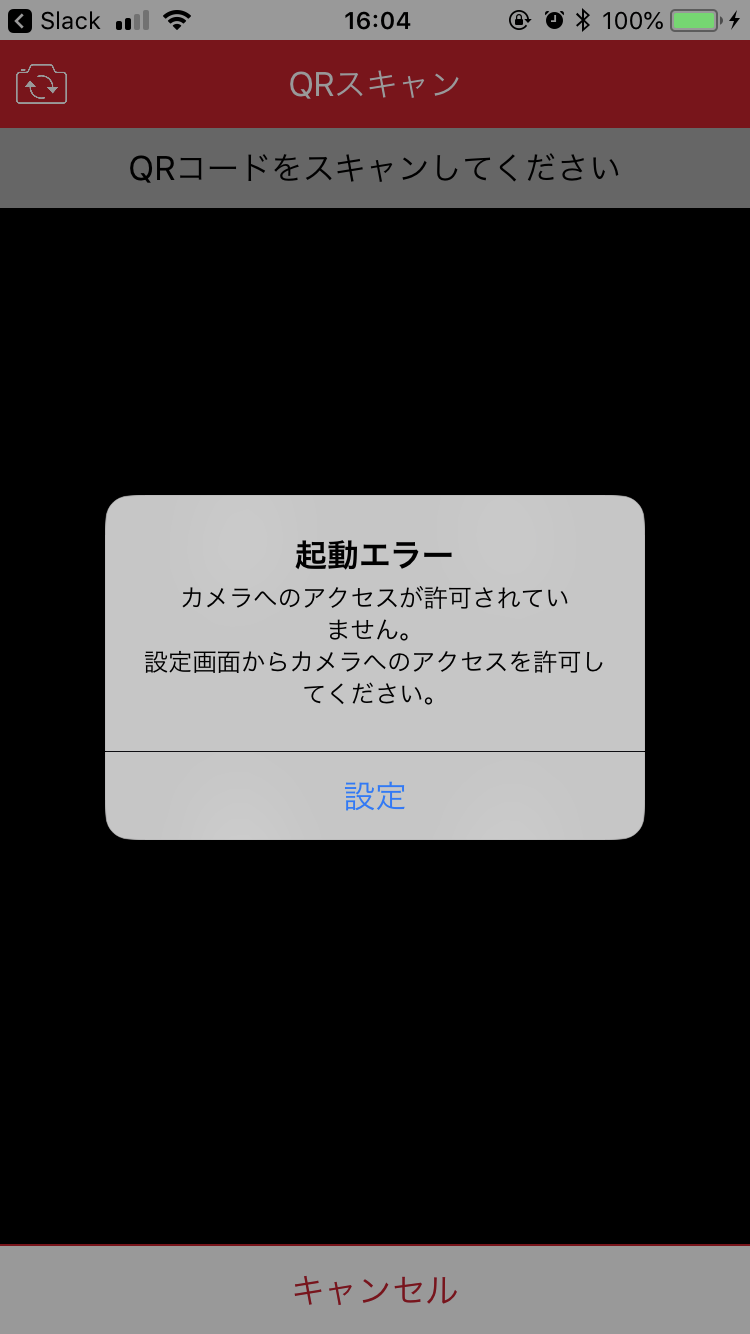 Slack 16:04 100%
QRスキャン
QRコードをスキャンしてください
起動エラー
カメラへのアクセスが許可されてい
ません。
設定画面からカメラへのアクセスを許可し
てください。
設定
キャンセル